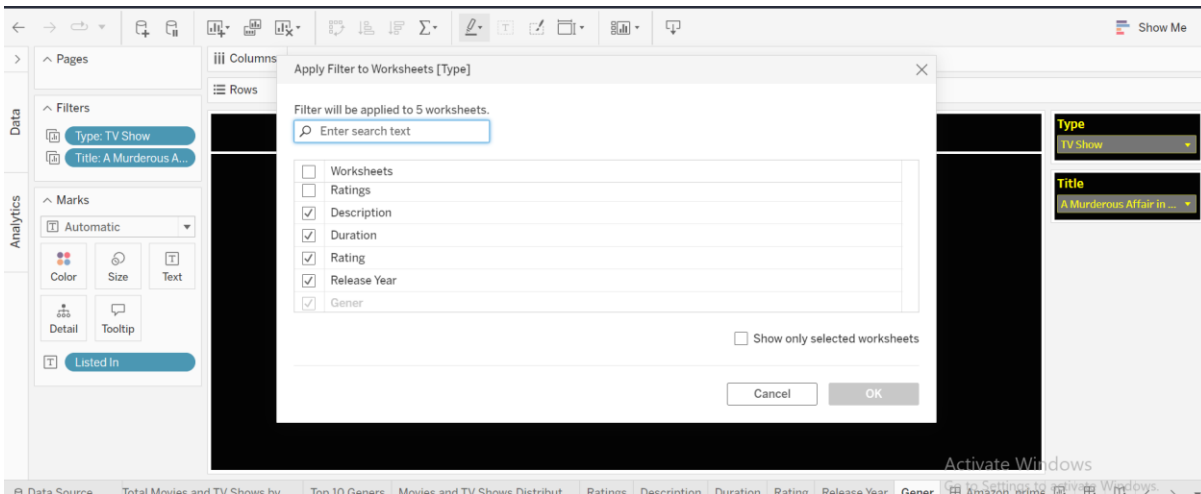 Show Me
Pages
Columns
Rows
Data
Analytics
Filters
Type: TV Show
Title: A Murderous A...
Marks
Automatic
Color
Size
Text
Detail
Tooltip
Listed In
Apply Filter to Worksheets [Type]
Filter will be applied to 5 worksheets.
Enter search text
Worksheets
Ratings
Description
Duration
Rating
Release Year
Gener
Show only selected worksheets
Cancel
OK
Type
TV Show
Title
A Murderous Affair in ...
Activate Windows
Go to Settings to activate Windows.
Data Source
Total Movies and TV Shows by ...
Top 10 Geners
Movies and TV Shows Distribut...
Ratings
Description
Duration
Rating
Release Year
Gener
Amazon_prime